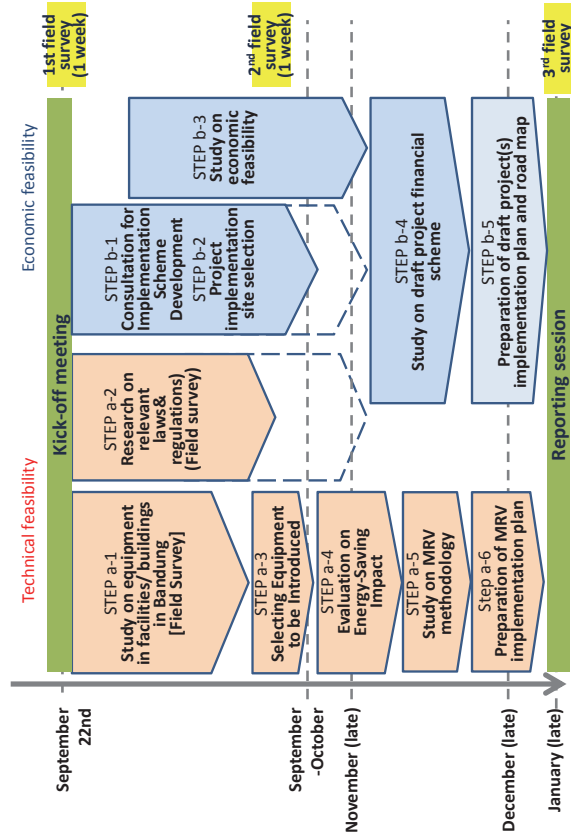 Technical feasibility
Economic feasibility
Kick-off meeting
1st field
survey
(1 week)
September
22nd
STEP a-1
Study on equipment
in facilities/ buildings
in Bandung
[Field Survey]
STEP a-2
Research on
relevant
laws&
regulations)
(Field survey)
STEP b-1
Consultation for
Implementation
Scheme
Development
STEP b-2
Project
implementation
site selection
STEP b-3
Study on
economic
feasibility
2nd field
survey
(1 week)
September
-October
STEP a-3
Selecting Equipment
to be Introduced
November (late)
STEP a-4
Evaluation on
Energy-Saving
Impact
STEP b-4
Study on draft project financial
scheme
STEP a-5
Study on MRV
methodology
December (late)
Step a-6
Preparation of MRV
implementation plan
STEP b-5
Preparation of draft project(s)
implementation plan and road map
January (late)
Reporting session
3rd field
survey